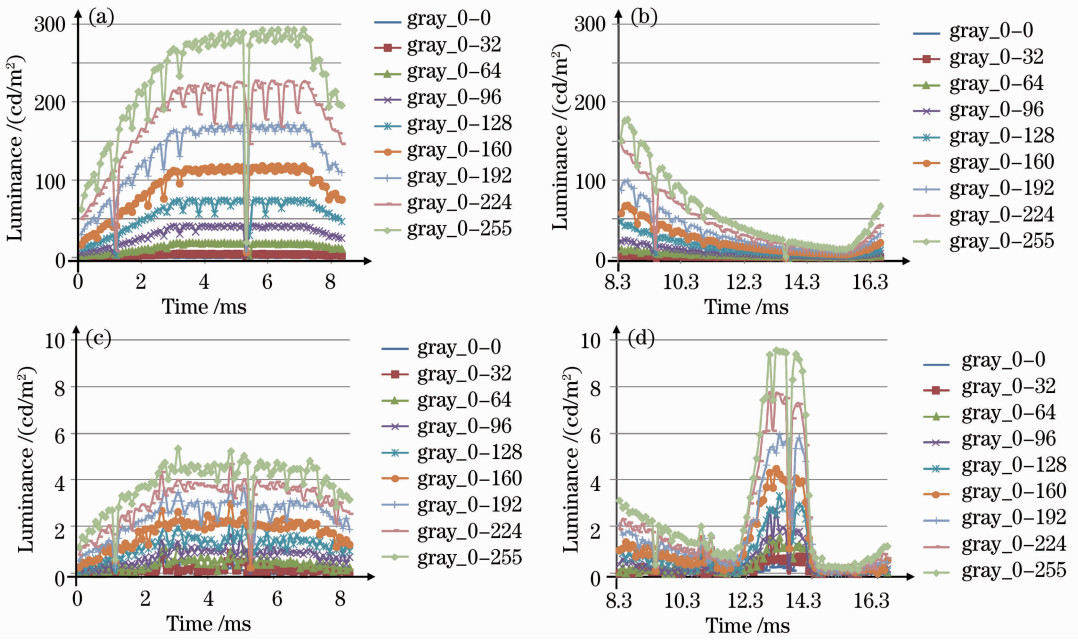 (a)
Luminance /(cd/m²)
300
200
100
0
0 2 4 6 8
Time /ms
gray_0-0
gray_0-32
gray_0-64
gray_0-96
gray_0-128
gray_0-160
gray_0-192
gray_0-224
gray_0-255
(b)
Luminance /(cd/m²)
300
200
100
0
8.3 10.3 12.3 14.3 16.3
Time /ms
gray_0-0
gray_0-32
gray_0-64
gray_0-96
gray_0-128
gray_0-160
gray_0-192
gray_0-224
gray_0-255
(c)
Luminance /(cd/m²)
10
8
6
4
2
0
0 2 4 6 8
Time /ms
gray_0-0
gray_0-32
gray_0-64
gray_0-96
gray_0-128
gray_0-160
gray_0-192
gray_0-224
gray_0-255
(d)
Luminance /(cd/m²)
10
8
6
4
2
0
8.3 10.3 12.3 14.3 16.3
Time /ms
gray_0-0
gray_0-32
gray_0-64
gray_0-96
gray_0-128
gray_0-160
gray_0-192
gray_0-224
gray_0-255